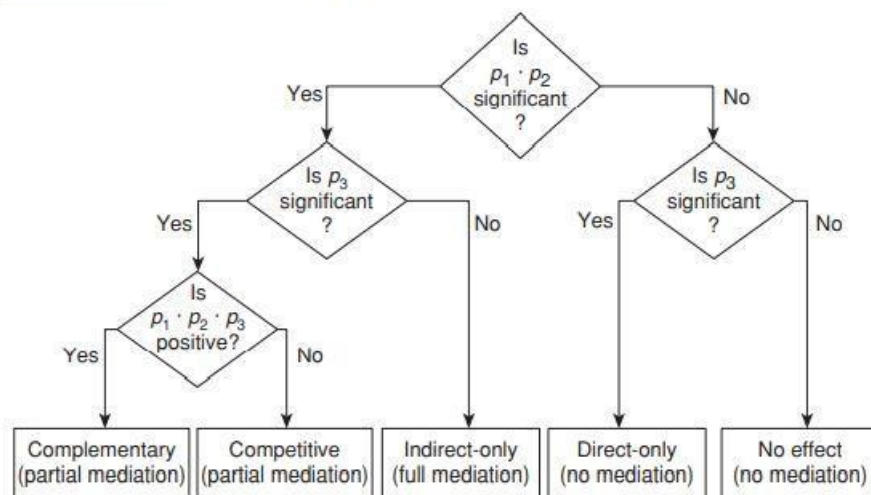 Is
p₁ · p₂
significant
?
Yes
No
Is p₃
significant
?
Is p₃
significant
?
Yes
No
Yes
No
Is
p₁ · p₂ · p₃
positive?
Yes
No
Complementary
(partial mediation)
Competitive
(partial mediation)
Indirect-only
(full mediation)
Direct-only
(no mediation)
No effect
(no mediation)